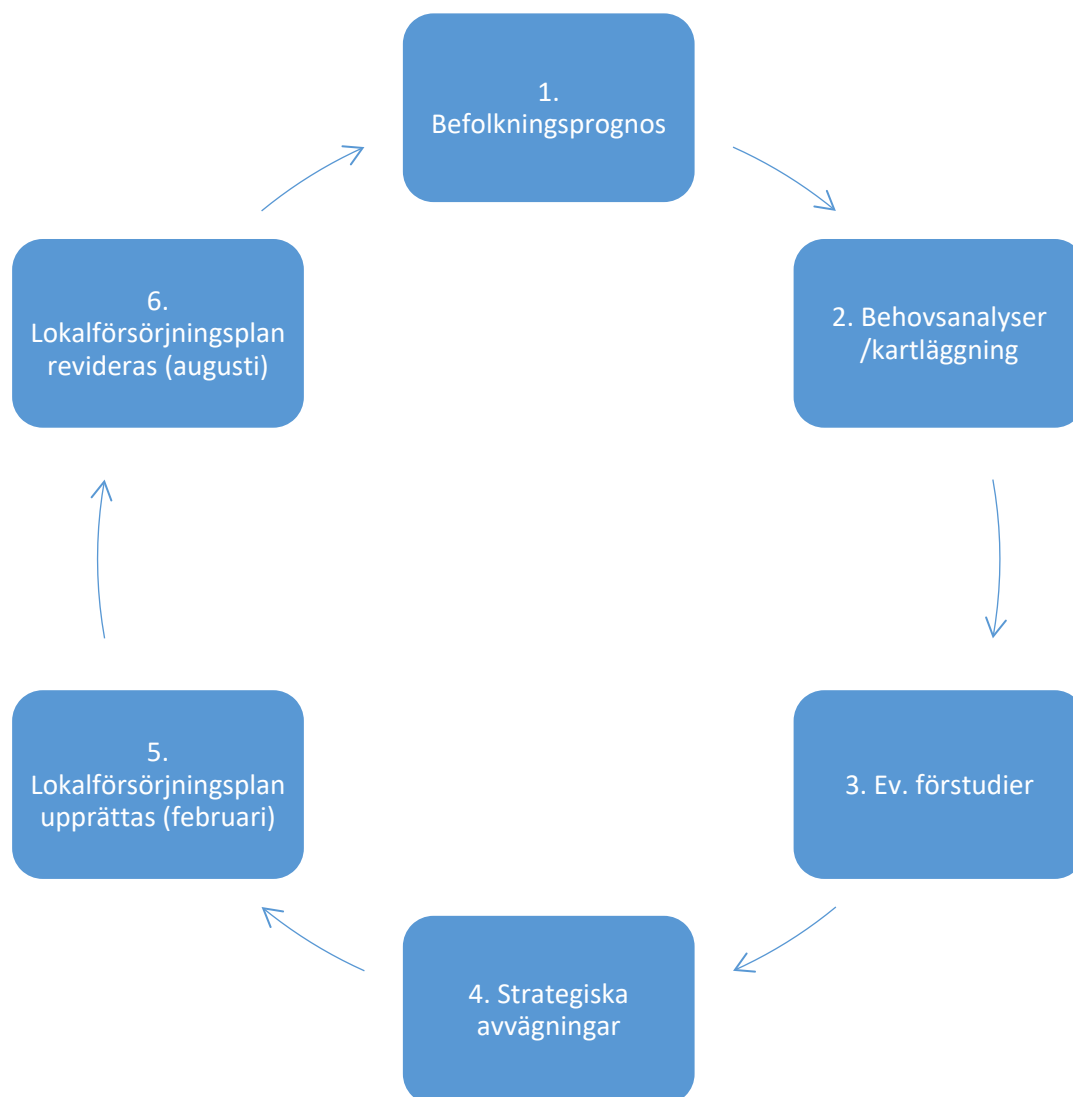 1.
Befolkningsprognos
2. Behovsanalyser
/kartläggning
3. Ev. förstudier
4. Strategiska
avvägningar
5.
Lokalförsörjningsplan
upprättas (februari)
6.
Lokalförsörjningsplan
revideras (augusti)